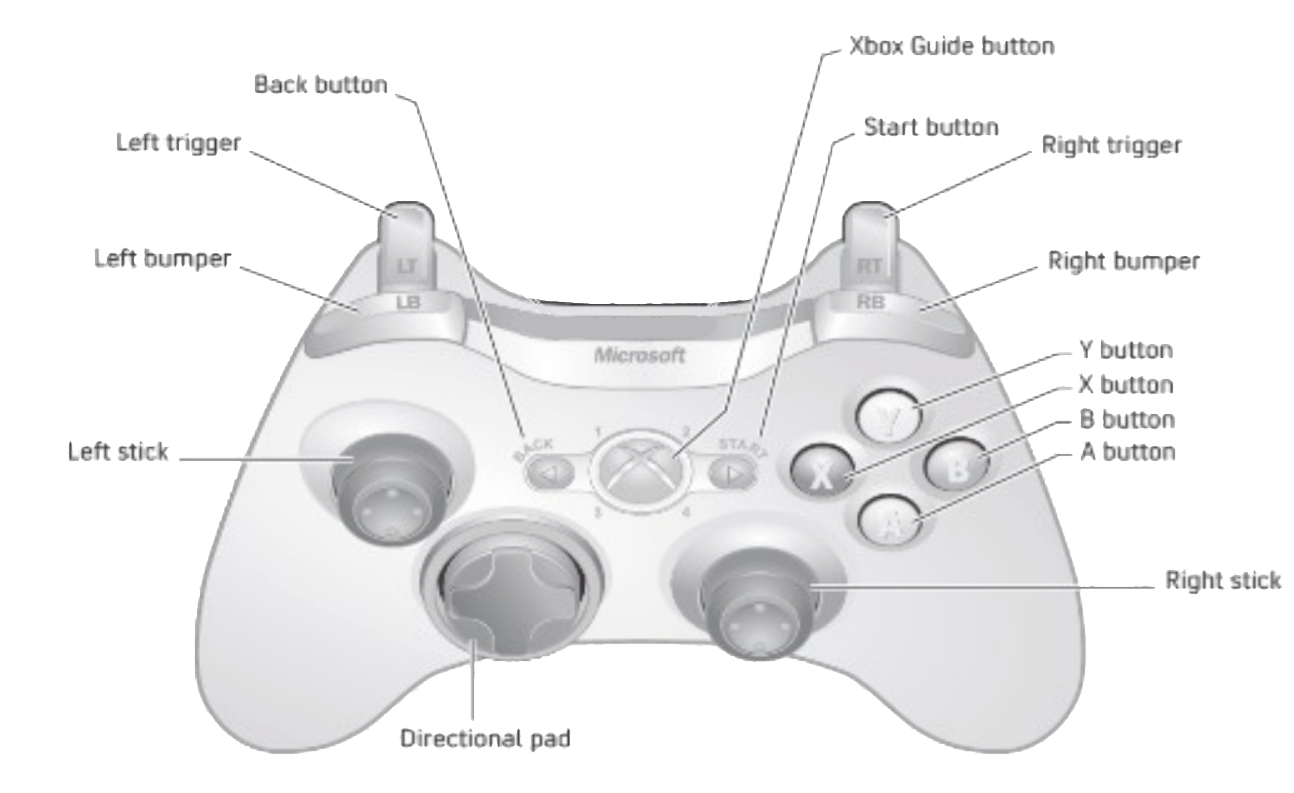 Xbox Guide button
Back button
Start button
Left trigger
Right trigger
Left bumper
Right bumper
LT
RT
LB
RB
Microsoft
Y button
X button
B button
A button
Y
X
B
A
BACK
START
1
2
3
4
Left stick
Right stick
Directional pad